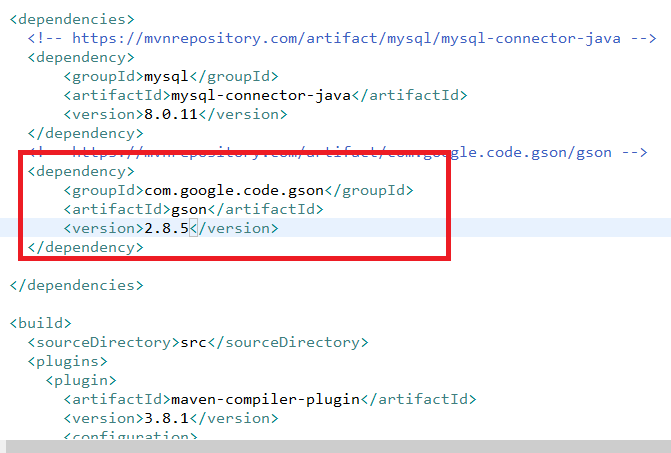 <dependencies>
<!-- https://mvnrepository.com/artifact/mysql/mysql-connector-java -->
<dependency>
<groupId>mysql</groupId>
<artifactId>mysql-connector-java</artifactId>
<version>8.0.11</version>
</dependency>
<!-- https://mvnrepository.com/artifact/com.google.code.gson/gson -->
<dependency>
<groupId>com.google.code.gson</groupId>
<artifactId>gson</artifactId>
<version>2.8.5</version>
</dependency>
</dependencies>
<build>
<sourceDirectory>src</sourceDirectory>
<plugins>
<plugin>
<artifactId>maven-compiler-plugin</artifactId>
<version>3.8.1</version>
<configuration>